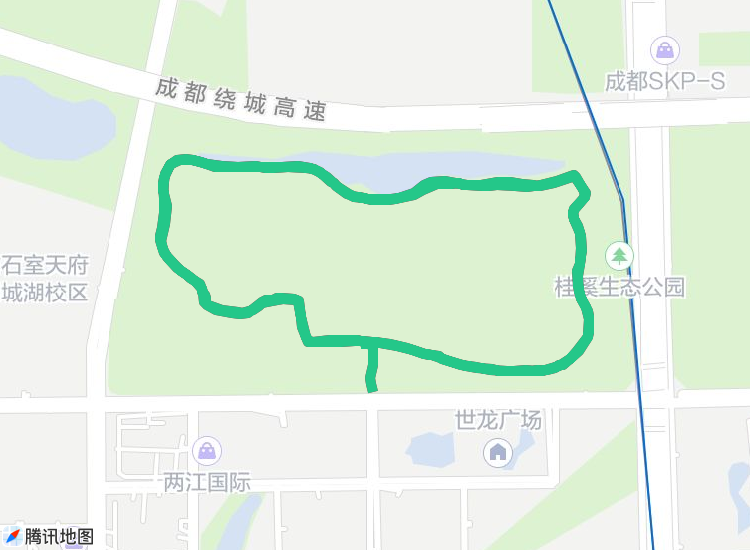 成都SKP-S
成都绕城高速
石室天府
城湖校区
桂溪生态公园
世龙广场
两江国际
腾讯地图